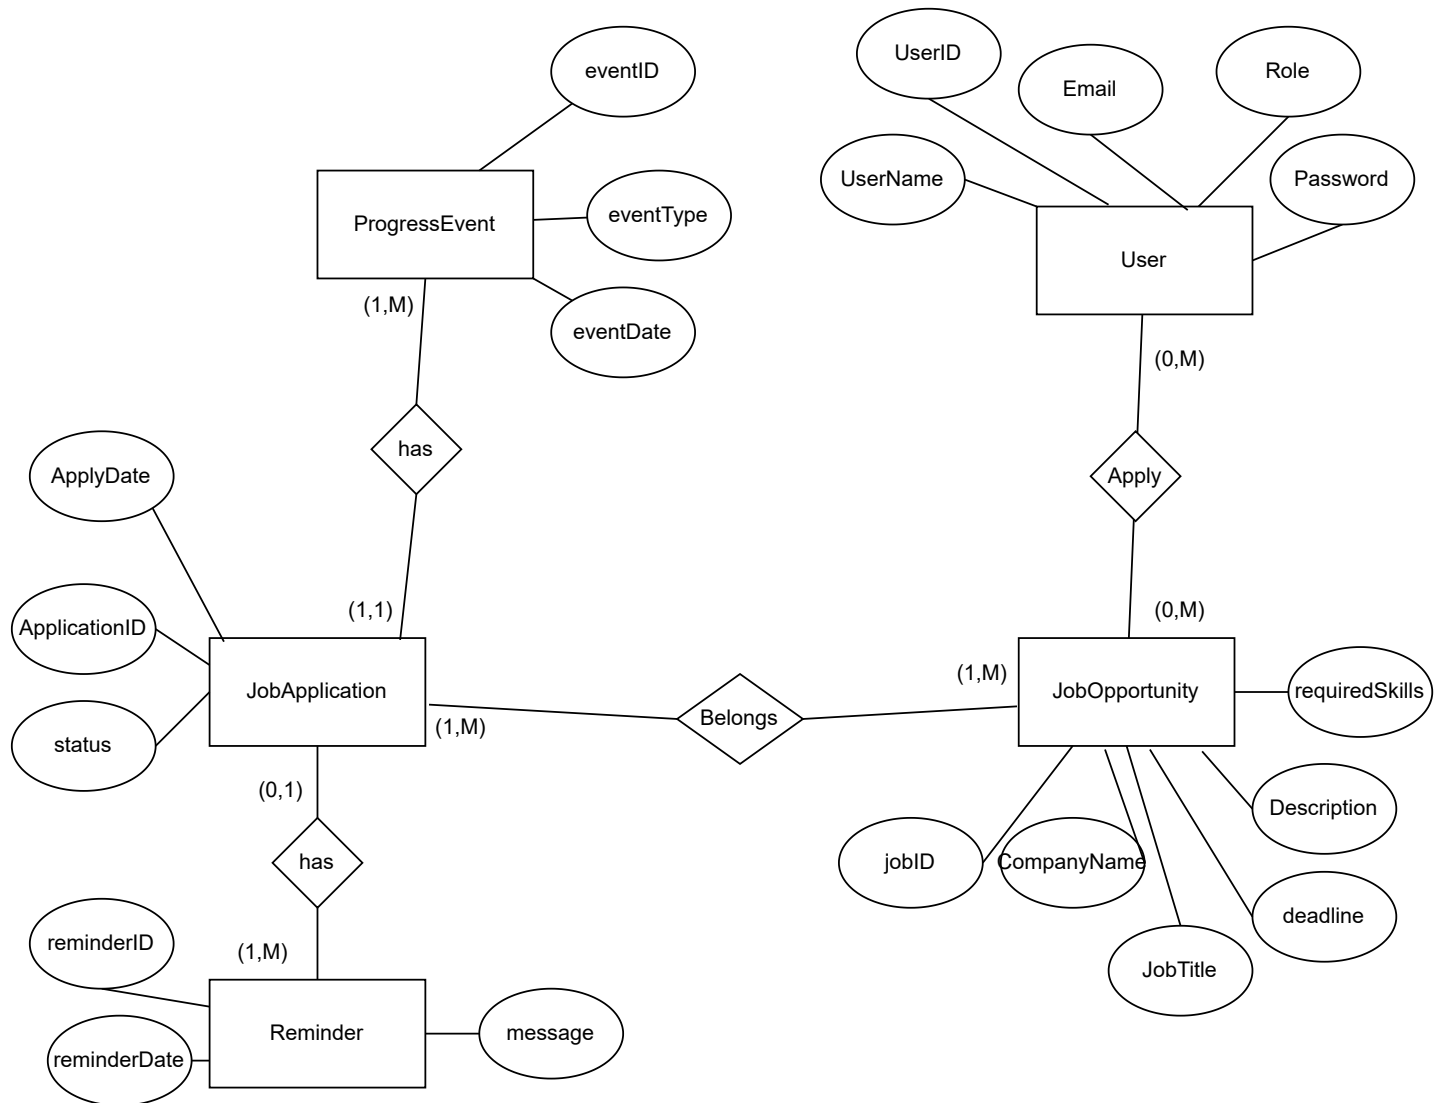 eventID
UserID
Email
Role
UserName
Password
ProgressEvent
eventType
User
(1,M)
eventDate
(0,M)
has
ApplyDate
Apply
(1,1)
(0,M)
ApplicationID
JobApplication
(1,M)
JobOpportunity
requiredSkills
(1,M)
Belongs
status
(0,1)
Description
has
jobID
CompanyName
deadline
reminderID
(1,M)
JobTitle
Reminder
message
reminderDate